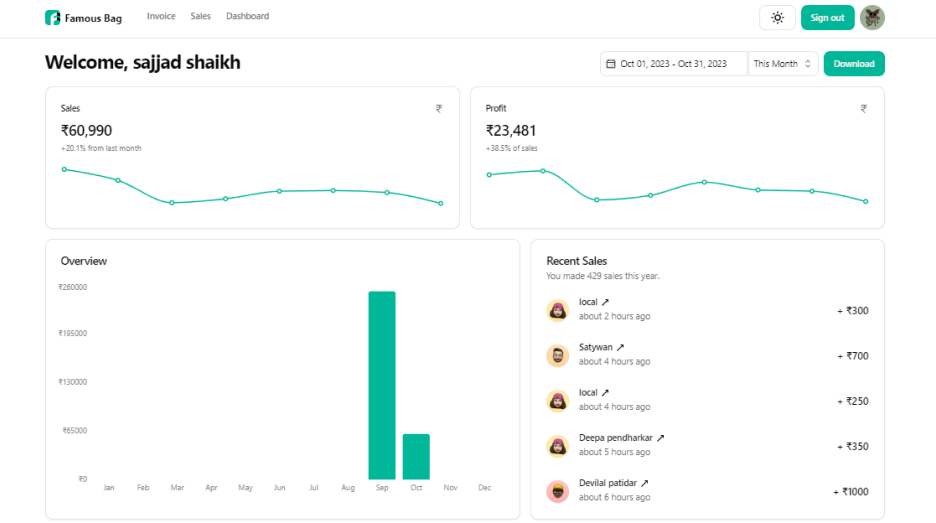 Famous Bag
Invoice
Sales
Dashboard
Sign out
Welcome, sajjad shaikh
Oct 01, 2023 - Oct 31, 2023
This Month
Download
Sales
₹
₹60,990
+20.1% from last month
Profit
₹
₹23,481
+38.5% of sales
Overview
₹260000
₹195000
₹130000
₹65000
₹0
Jan Feb Mar Apr May Jun Jul Aug Sep Oct Nov Dec
Recent Sales
You made 429 sales this year.
local ↗
about 2 hours ago
+ ₹300
Satywan ↗
about 4 hours ago
+ ₹700
local ↗
about 4 hours ago
+ ₹250
Deepa pendharkar ↗
about 5 hours ago
+ ₹350
Devilal patidar ↗
about 6 hours ago
+ ₹1000